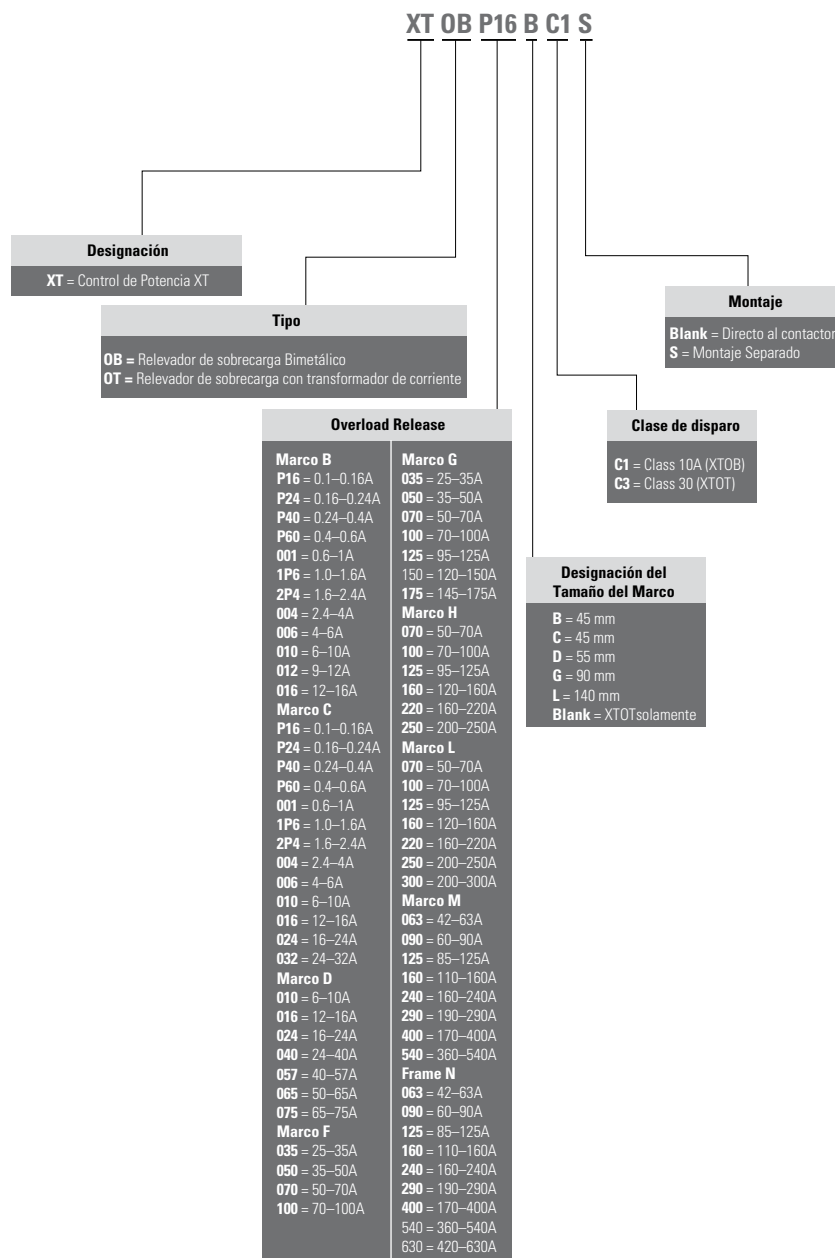 XT OB P16 B C1 S
Designación
XT = Control de Potencia XT
Tipo
OB = Relevador de sobrecarga Bimetálico
OT = Relevador de sobrecarga con transformador de corriente
Montaje
Blank = Directo al contactor
S = Montaje Separado
Overload Release
Marco B
P16 = 0.1–0.16A
P24 = 0.16–0.24A
P40 = 0.24–0.4A
P60 = 0.4–0.6A
001 = 0.6–1A
1P6 = 1.0–1.6A
2P4 = 1.6–2.4A
004 = 2.4–4A
006 = 4–6A
010 = 6–10A
012 = 9–12A
016 = 12–16A
Marco C
P16 = 0.1–0.16A
P24 = 0.16–0.24A
P40 = 0.24–0.4A
P60 = 0.4–0.6A
001 = 0.6–1A
1P6 = 1.0–1.6A
2P4 = 1.6–2.4A
004 = 2.4–4A
006 = 4–6A
010 = 6–10A
016 = 12–16A
024 = 16–24A
032 = 24–32A
Marco D
010 = 6–10A
016 = 12–16A
024 = 16–24A
040 = 24–40A
057 = 40–57A
065 = 50–65A
075 = 65–75A
Marco F
035 = 25–35A
050 = 35–50A
070 = 50–70A
100 = 70–100A
Marco G
035 = 25–35A
050 = 35–50A
070 = 50–70A
100 = 70–100A
125 = 95–125A
150 = 120–150A
175 = 145–175A
Marco H
070 = 50–70A
100 = 70–100A
125 = 95–125A
160 = 120–160A
220 = 160–220A
250 = 200–250A
Marco L
070 = 50–70A
100 = 70–100A
125 = 95–125A
160 = 120–160A
220 = 160–220A
250 = 200–250A
300 = 200–300A
Marco M
063 = 42–63A
090 = 60–90A
125 = 85–125A
160 = 110–160A
240 = 160–240A
290 = 190–290A
400 = 170–400A
540 = 360–540A
Frame N
063 = 42–63A
090 = 60–90A
125 = 85–125A
160 = 110–160A
240 = 160–240A
290 = 190–290A
400 = 170–400A
540 = 360–540A
630 = 420–630A
Clase de disparo
C1 = Class 10A (XTOB)
C3 = Class 30 (XTOT)
Designación del
Tamaño del Marco
B = 45 mm
C = 45 mm
D = 55 mm
G = 90 mm
L = 140 mm
Blank = XTOTsolamente